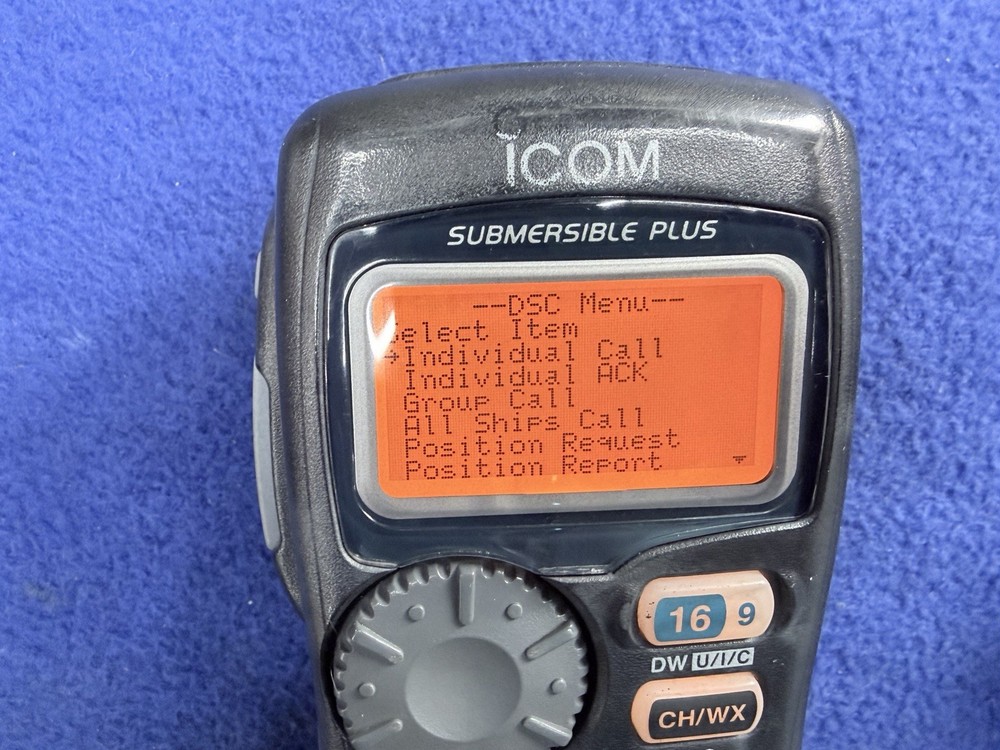 ICOM
SUBMERSIBLE PLUS
--DSC Menu--
Select Item
→Individual Call
Individual ACK
Group Call
All Ships Call
Position Request
Position Report
16 9
DW U/I/C
CH/WX